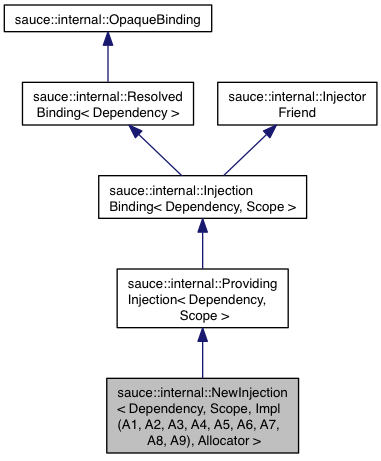 sauce::internal::OpaqueBinding
sauce::internal::Resolved
Binding< Dependency >
sauce::internal::Injector
Friend
sauce::internal::Injection
Binding< Dependency, Scope >
sauce::internal::Providing
Injection< Dependency,
Scope >
sauce::internal::NewInjection
< Dependency, Scope, Impl
(A1, A2, A3, A4, A5, A6, A7,
A8, A9), Allocator >